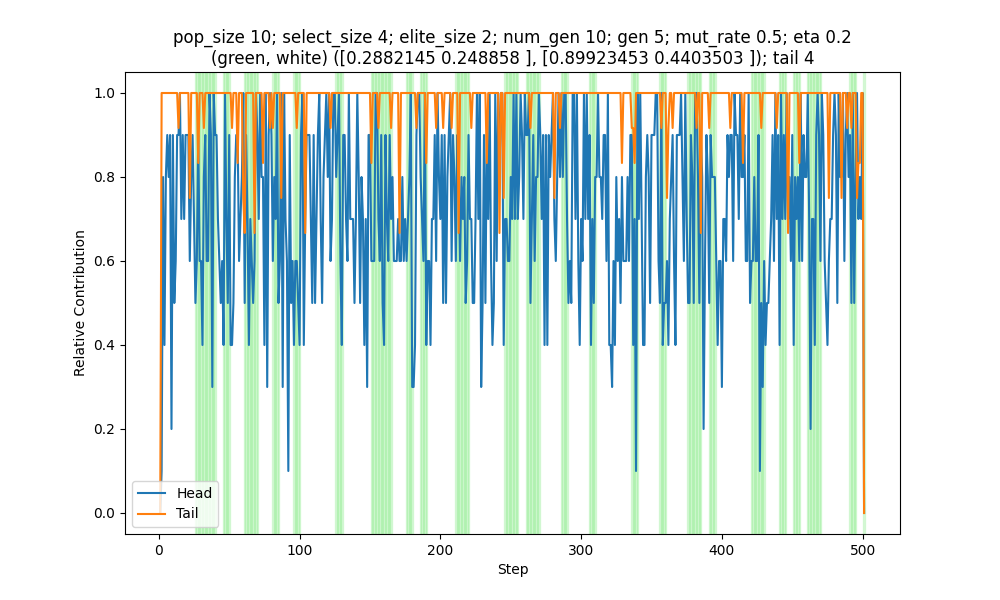 pop_size 10; select_size 4; elite_size 2; num_gen 10; gen 5; mut_rate 0.5; eta 0.2
(green, white) ([0.2882145 0.248858 ], [0.89923453 0.4403503 ]); tail 4
1.0
0.8
0.6
0.4
0.2
0.0
Relative Contribution
Head
Tail
0 100 200 300 400 500
Step